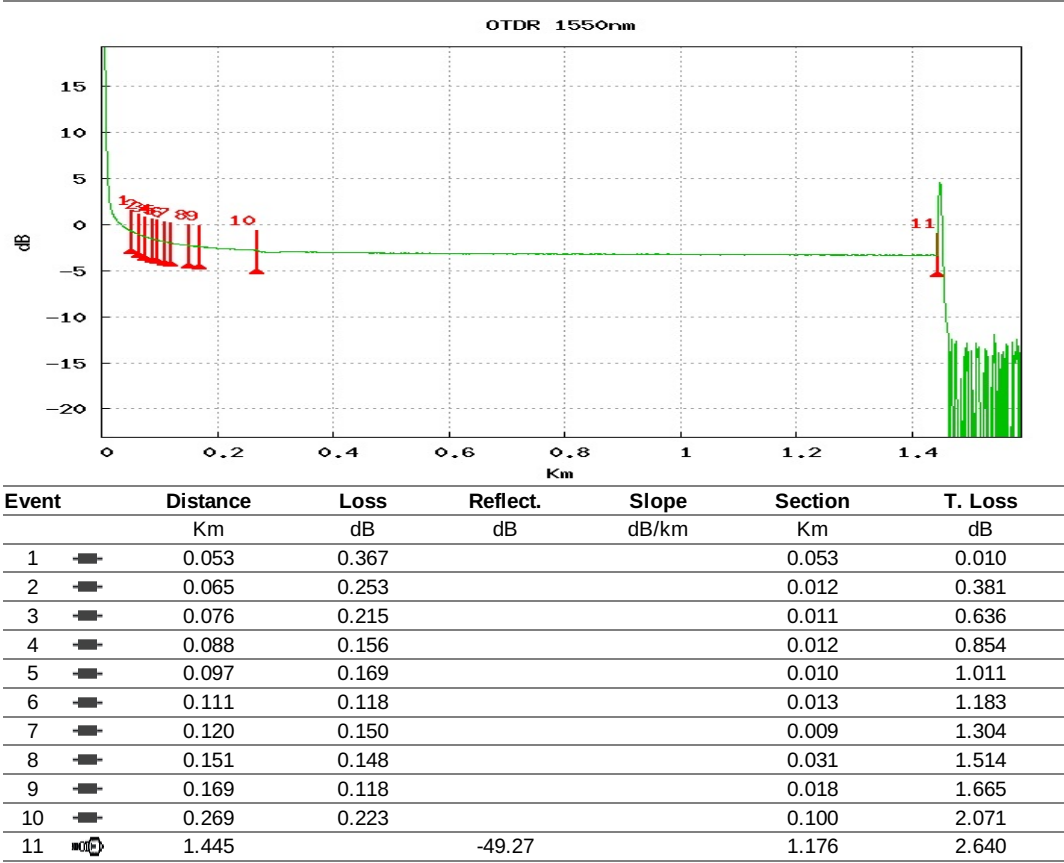 OTDR 1550nm
15
10
5
0
-5
-10
-15
-20
dB
1 2 3 4 5 6 7 8 9 10 11
0 0.2 0.4 0.6 0.8 1 1.2 1.4
Km
Event Distance Loss Reflect. Slope Section T. Loss
Km dB dB dB/km Km dB
1 0.053 0.367 0.053 0.010
2 0.065 0.253 0.012 0.381
3 0.076 0.215 0.011 0.636
4 0.088 0.156 0.012 0.854
5 0.097 0.169 0.010 1.011
6 0.111 0.118 0.013 1.183
7 0.120 0.150 0.009 1.304
8 0.151 0.148 0.031 1.514
9 0.169 0.118 0.018 1.665
10 0.269 0.223 0.100 2.071
11 1.445 -49.27 1.176 2.640